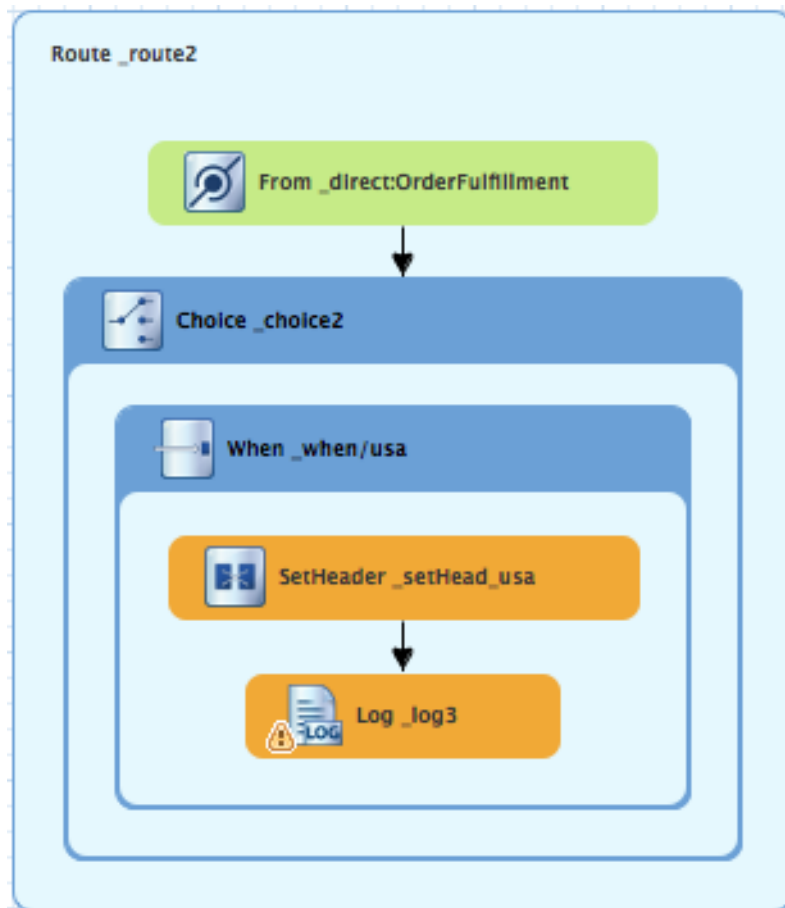 Route _route2
From _direct:OrderFulfillment
Choice _choice2
When _when/usa
SetHeader _setHead_usa
LOG
Log _log3